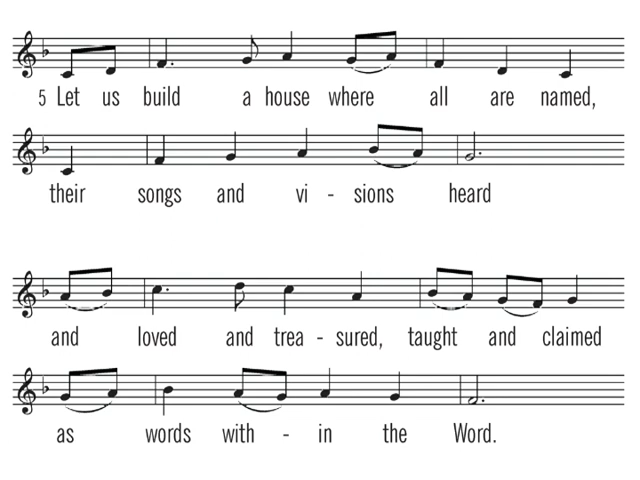 5 Let us build a house where all are named,
their songs and vi - sions heard
and loved and trea - sured, taught and claimed
as words with - in the Word.